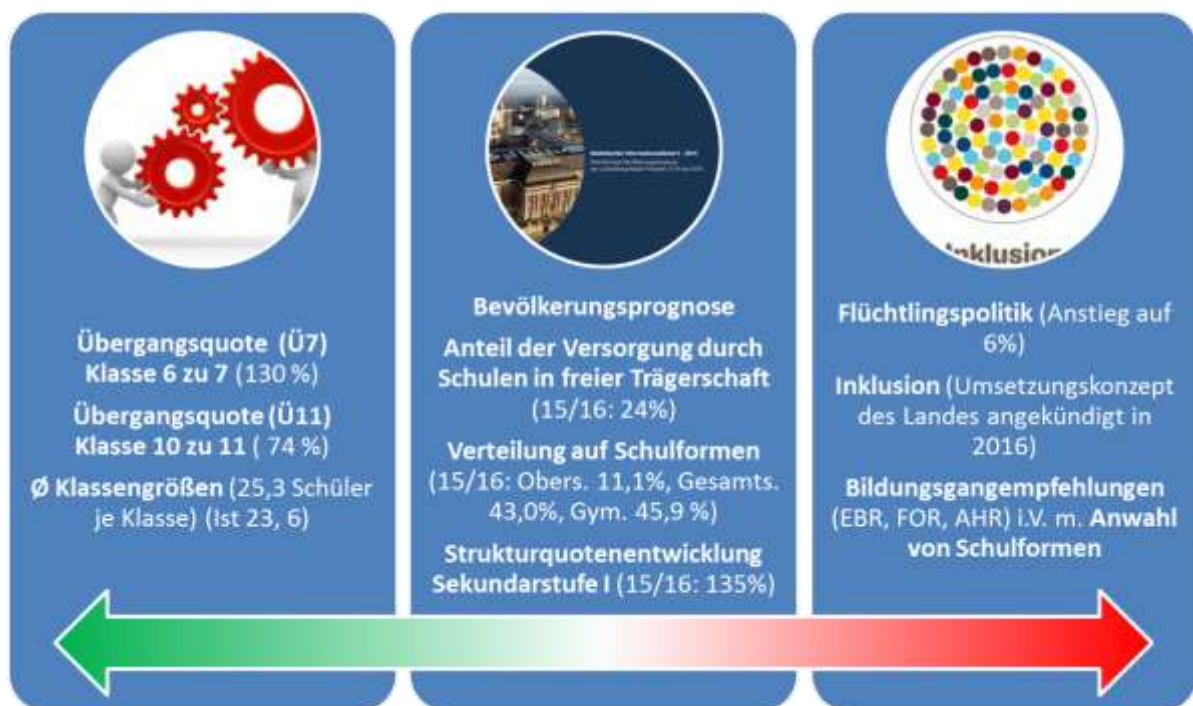 Übergangsquote (Ü7)
Klasse 6 zu 7 (130 %)
Übergangsquote (Ü11)
Klasse 10 zu 11 ( 74 %)
Ø Klassengrößen (25,3 Schüler
je Klasse) (Ist 23, 6)
Bevölkerungsprognose
Anteil der Versorgung durch
Schulen in freier Trägerschaft
(15/16: 24%)
Verteilung auf Schulformen
(15/16: Obers. 11,1%, Gesamts.
43,0%, Gym. 45,9 %)
Strukturquotenentwicklung
Sekundarstufe I (15/16: 135%)
Inklusion
Flüchtlingspolitik (Anstieg auf
6%)
Inklusion (Umsetzungskonzept
des Landes angekündigt in
2016)
Bildungsgangempfehlungen
(EBR, FOR, AHR) i.V. m. Anwahl
von Schulformen